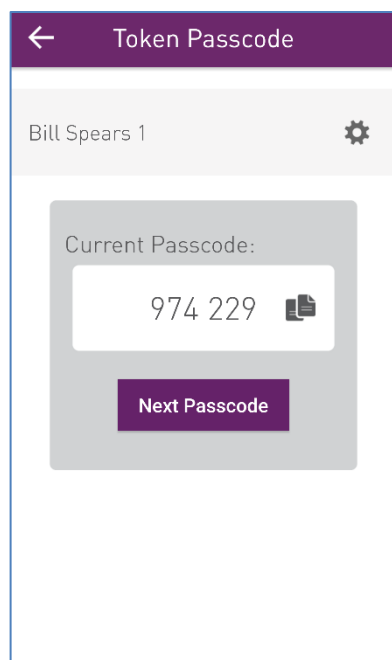 Token Passcode
Bill Spears 1
Current Passcode:
974 229
Next Passcode